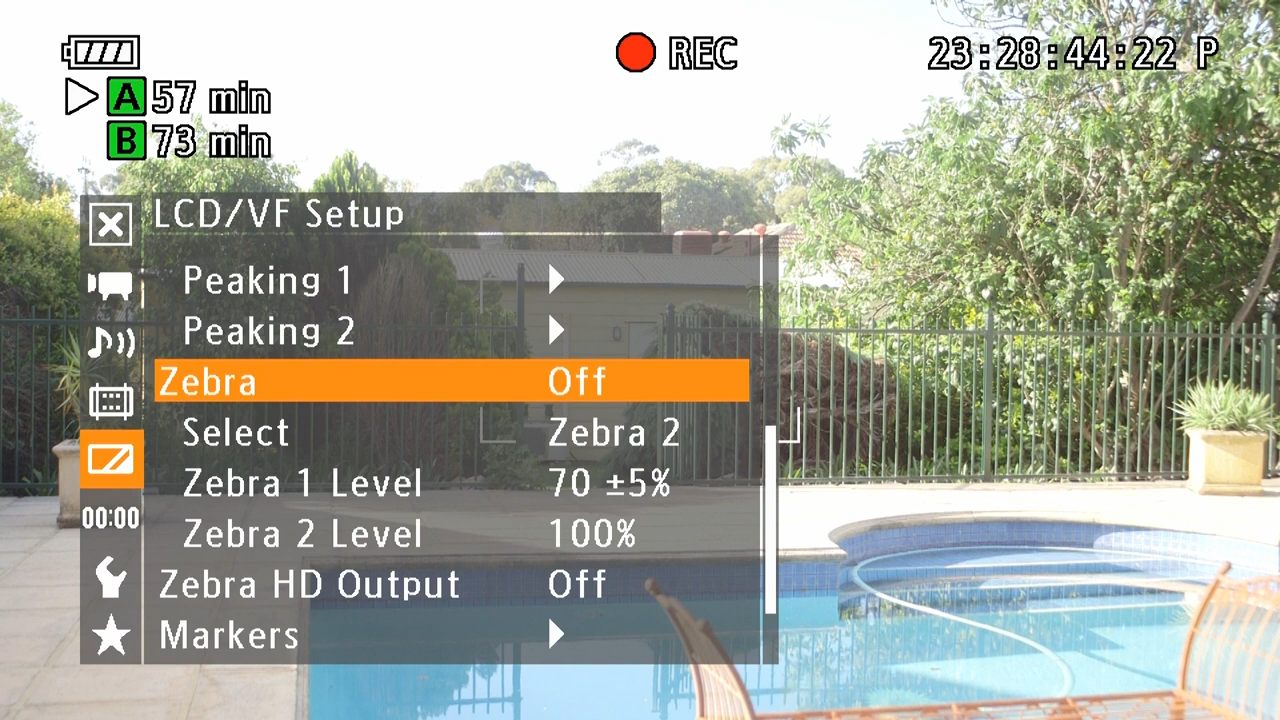 REC 23:28:44:22 P
A 57 min
B 73 min
LCD/VF Setup
Peaking 1
Peaking 2
Zebra Off
Select Zebra 2
Zebra 1 Level 70 ±5%
00:00
Zebra 2 Level 100%
Zebra HD Output Off
Markers